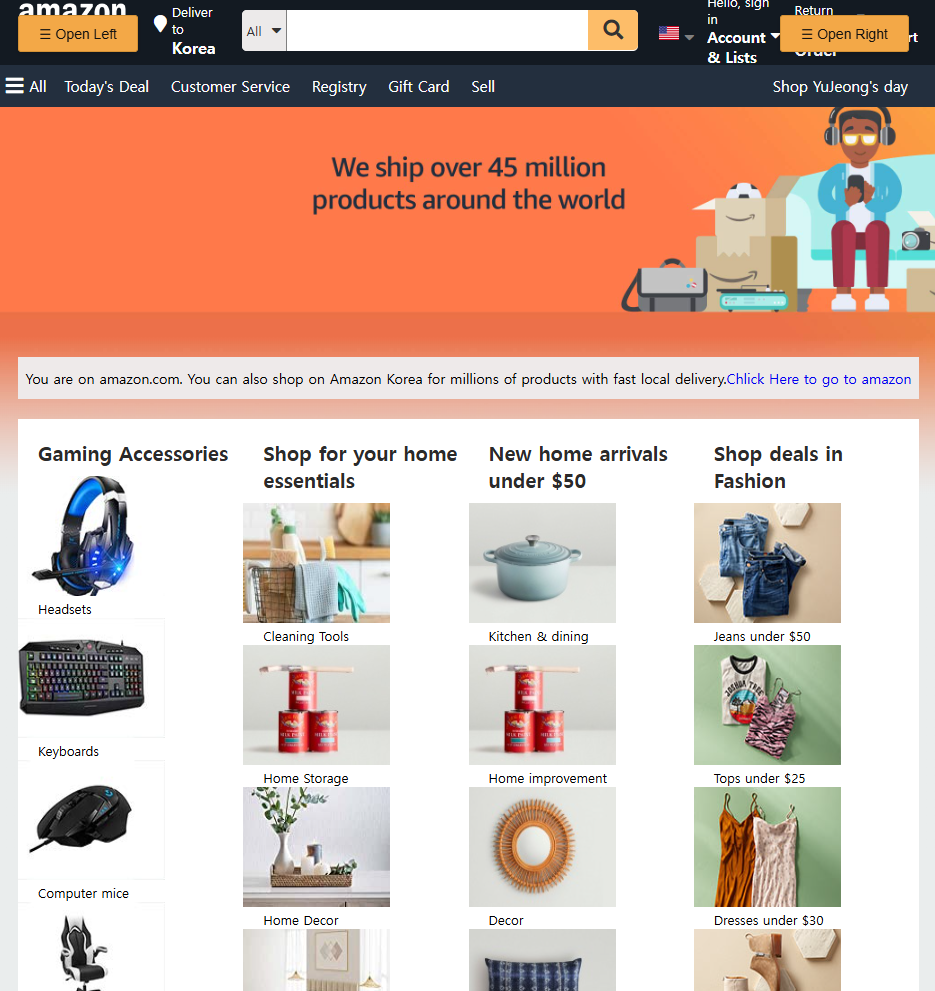 amazon
☰ Open Left
Deliver
to
Korea
All
Hello, sign
in
Account
& Lists
Return
☰ Open Right
Order
rt
All
Today's Deal
Customer Service
Registry
Gift Card
Sell
Shop YuJeong's day
We ship over 45 million
products around the world
You are on amazon.com. You can also shop on Amazon Korea for millions of products with fast local delivery.Chlick Here to go to amazon
Gaming Accessories
Shop for your home
essentials
New home arrivals
under $50
Shop deals in
Fashion
Headsets
Cleaning Tools
Kitchen & dining
Jeans under $50
JOSHUA TREE
Keyboards
Home Storage
Home improvement
Tops under $25
Computer mice
Home Decor
Decor
Dresses under $30